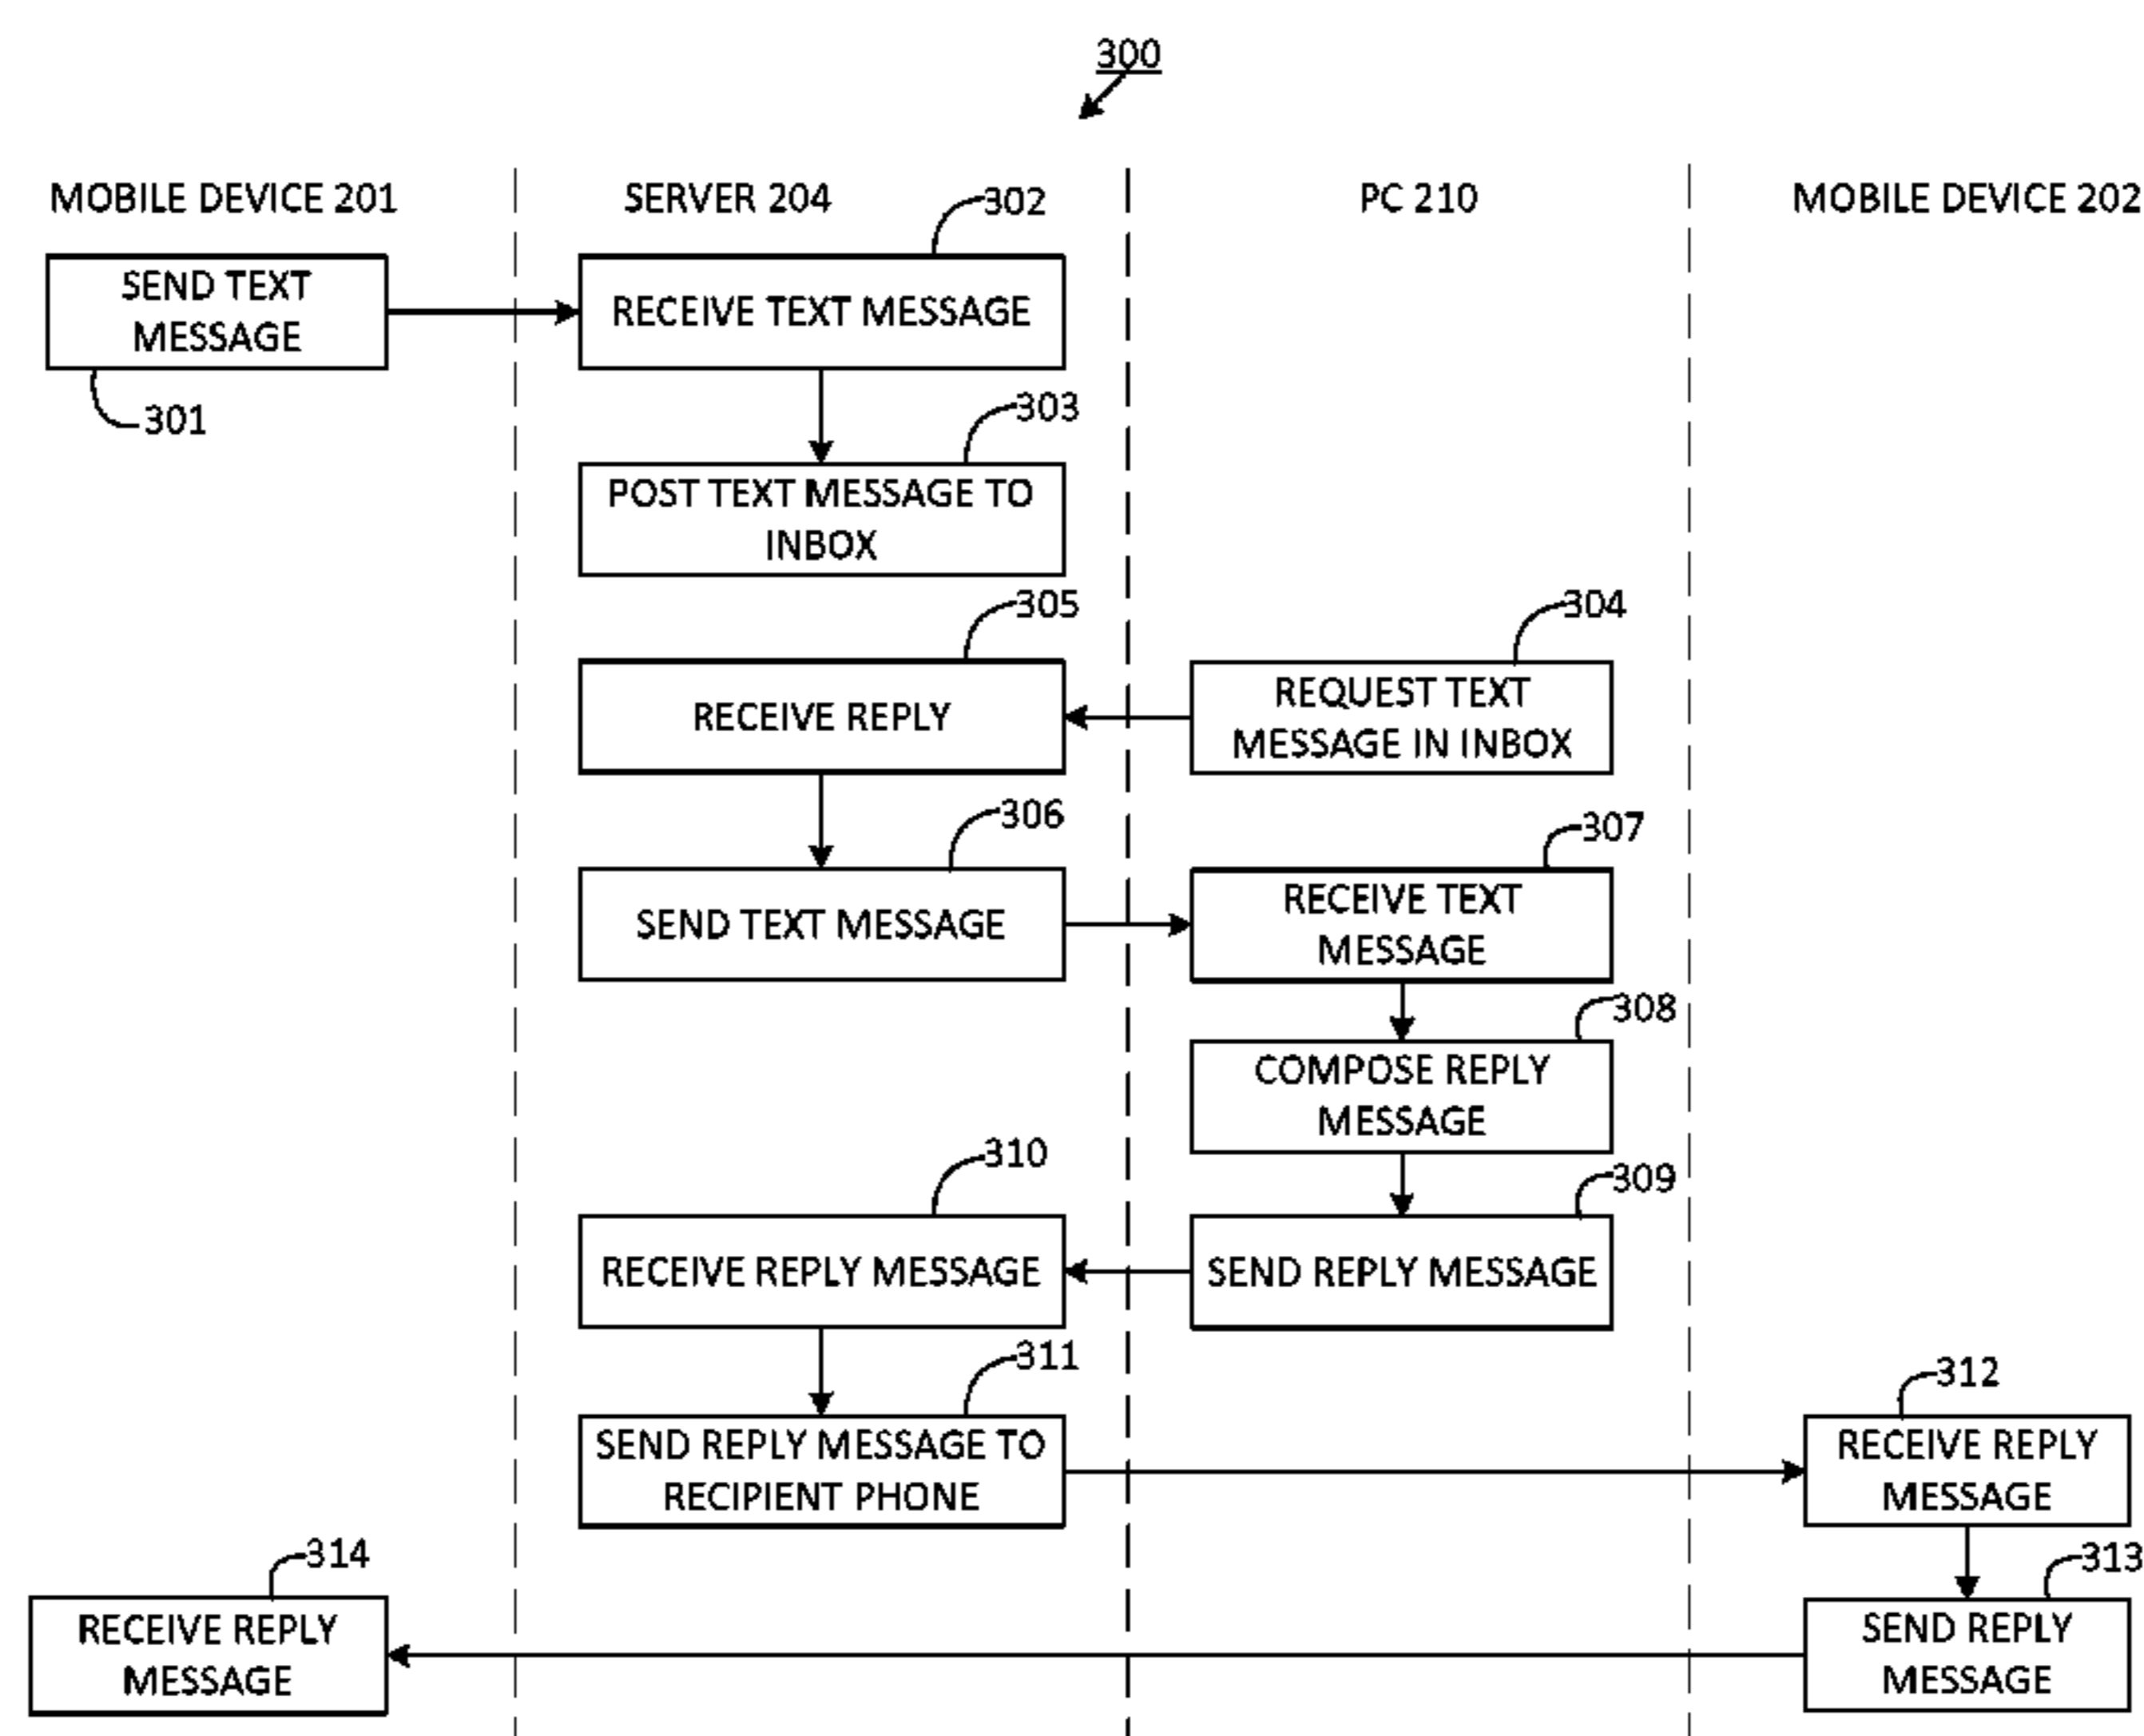 300
MOBILE DEVICE 201
SERVER 204
PC 210
MOBILE DEVICE 202
302
SEND TEXT
MESSAGE
RECEIVE TEXT MESSAGE
301
303
POST TEXT MESSAGE TO
INBOX
305
304
RECEIVE REPLY
REQUEST TEXT
MESSAGE IN INBOX
306
307
SEND TEXT MESSAGE
RECEIVE TEXT
MESSAGE
308
COMPOSE REPLY
MESSAGE
310
309
RECEIVE REPLY MESSAGE
SEND REPLY MESSAGE
311
312
SEND REPLY MESSAGE TO
RECIPIENT PHONE
RECEIVE REPLY
MESSAGE
314
313
RECEIVE REPLY
MESSAGE
SEND REPLY
MESSAGE